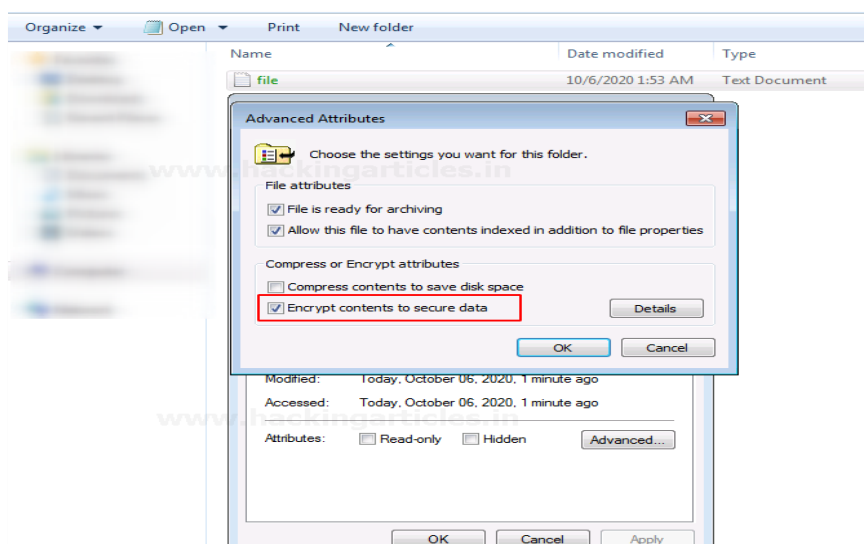 Organize Open Print New folder
Name Date modified Type
file 10/6/2020 1:53 AM Text Document
Advanced Attributes
Choose the settings you want for this folder.
www.hackingarticles.in
File attributes
File is ready for archiving
Allow this file to have contents indexed in addition to file properties
Compress or Encrypt attributes
Compress contents to save disk space
Encrypt contents to secure data Details
OK Cancel
Modified: Today, October 06, 2020, 1 minute ago
Accessed: Today, October 06, 2020, 1 minute ago
www.hackingarticles.in
Attributes: Read-only Hidden Advanced...
OK Cancel Apply